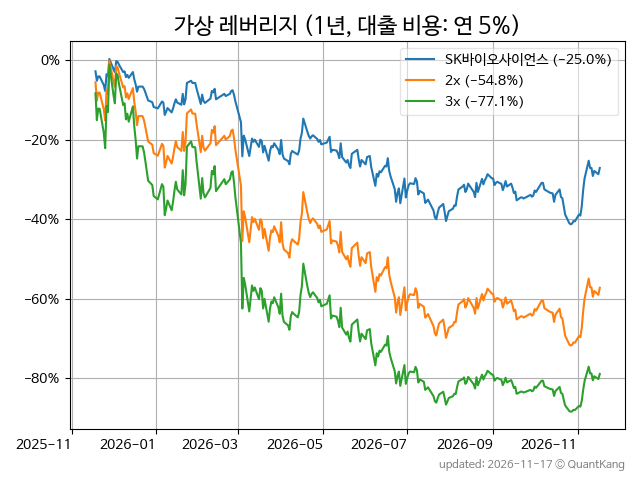 가상 레버리지 (1년, 대출 비용: 연 5%)
SK바이오사이언스 (−25.0%)
2x (−54.8%)
3x (−77.1%)
0%
−20%
−40%
−60%
−80%
2025-11 2026-01 2026-03 2026-05 2026-07 2026-09 2026-11
updated: 2026-11-17 © QuantKang